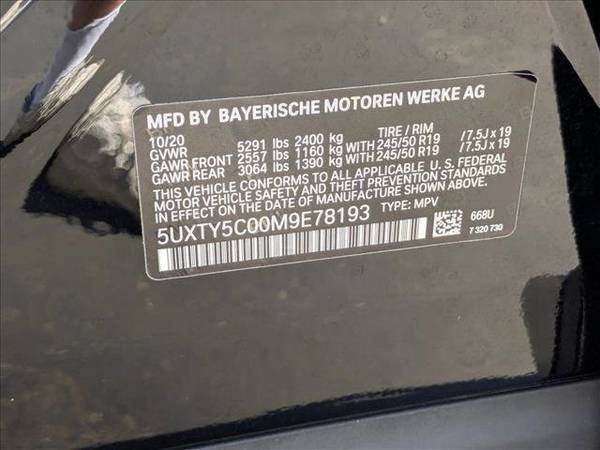 MFD BY BAYERISCHE MOTOREN WERKE AG
10/20 TIRE / RIM
GVWR 5291 lbs 2400 kg
GAWR FRONT 2557 lbs 1160 kg WITH 245/50 R19 / 7.5J x 19
GAWR REAR 3064 lbs 1390 kg WITH 245/50 R19 / 7.5J x 19
THIS VEHICLE CONFORMS TO ALL APPLICABLE U.S. FEDERAL
MOTOR VEHICLE SAFETY AND THEFT PREVENTION STANDARDS
IN EFFECT ON THE DATE OF MANUFACTURE SHOWN ABOVE.
5UXTY5C00M9E78193 TYPE: MPV
668U
7 320 730